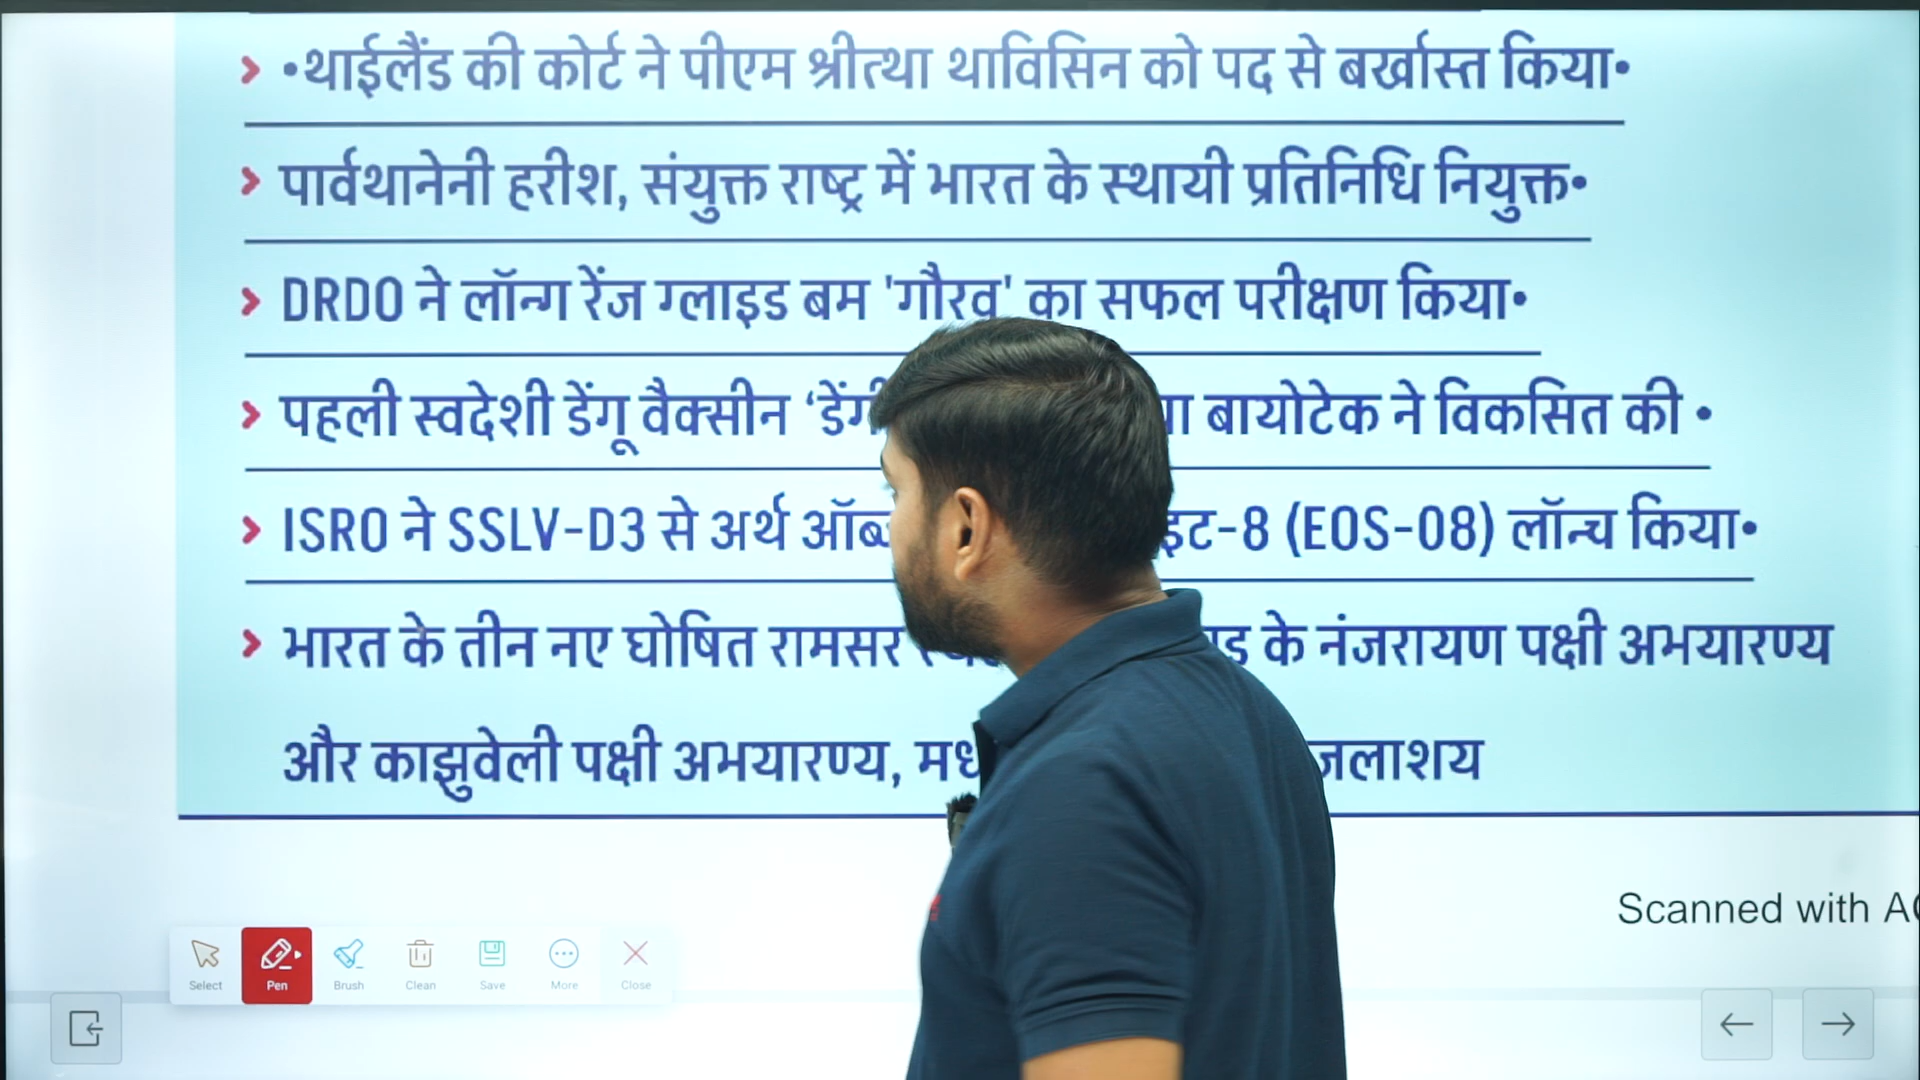 •थाईलैंड की कोर्ट ने पीएम श्रीत्था थाविसिन को पद से बर्खास्त किया•
पार्वथानेनी हरीश, संयुक्त राष्ट्र में भारत के स्थायी प्रतिनिधि नियुक्त•
DRDO ने लॉन्ग रेंज ग्लाइड बम 'गौरव' का सफल परीक्षण किया•
पहली स्वदेशी डेंगू वैक्सीन बायोटेक ने विकसित की •
ISRO ने SSLV-D3 से अर्थ (EOS-08) लॉन्च किया•
भारत के तीन नए घोषित रामसर के नंजरायण पक्षी अभयारण्य
और काझुवेली पक्षी अभयारण्य, जलाशय
Scanned with
Select Pen Brush Clean Save More Close